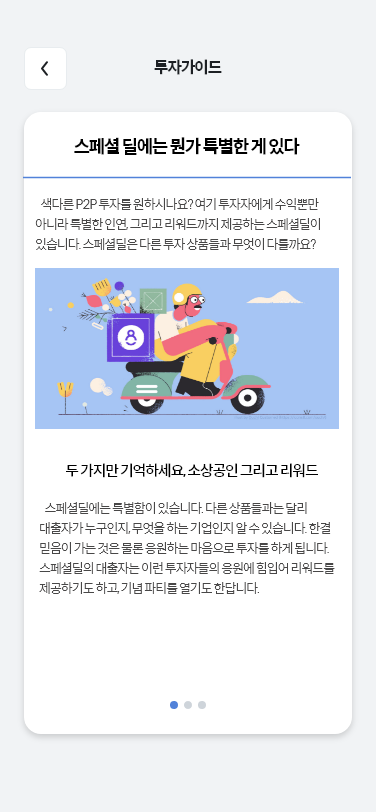 투자가이드
스페셜 딜에는 뭔가 특별한 게 있다
색다른 P2P 투자를 원하시나요? 여기 투자자에게 수익뿐만
아니라 특별한 인연, 그리고 리워드까지 제공하는 스페셜딜이
있습니다. 스페셜딜은 다른 투자 상품들과 무엇이 다를까요?
두 가지만 기억하세요, 소상공인 그리고 리워드
스페셜딜에는 특별함이 있습니다. 다른 상품들과는 달리
대출자가 누구인지, 무엇을 하는 기업인지 알 수 있습니다. 한결
믿음이 가는 것은 물론 응원하는 마음으로 투자를 하게 됩니다.
스페셜딜의 대출자는 이런 투자자들의 응원에 힘입어 리워드를
제공하기도 하고, 기념 파티를 열기도 한답니다.